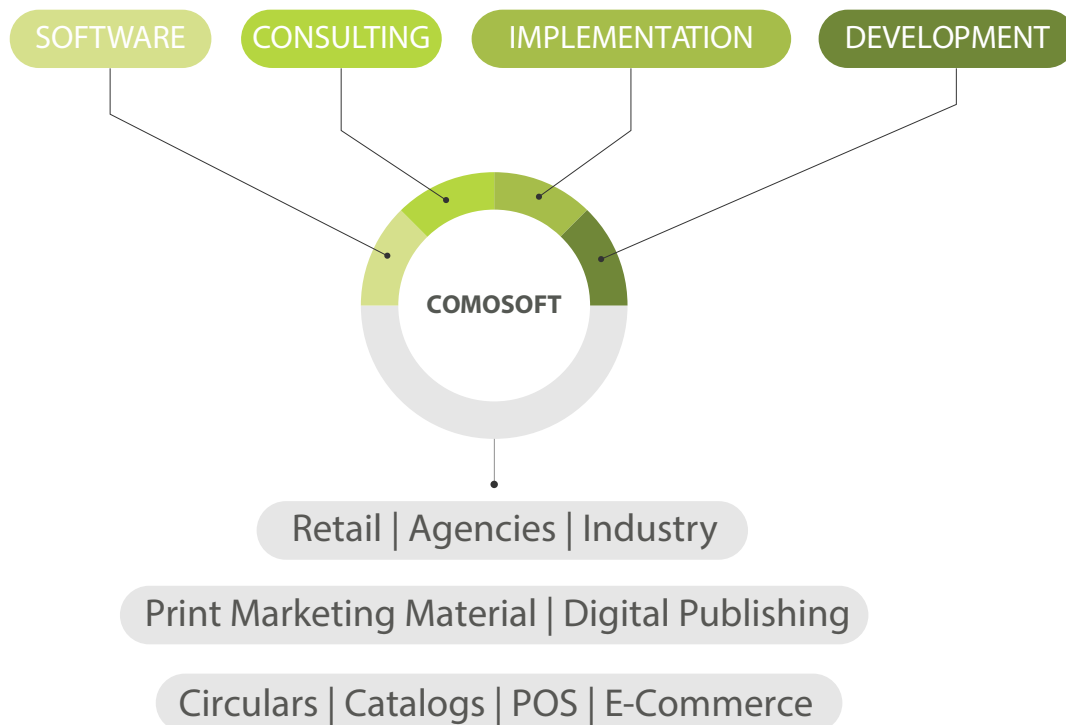 SOFTWARE CONSULTING IMPLEMENTATION DEVELOPMENT
COMOSOFT
Retail | Agencies | Industry
Print Marketing Material | Digital Publishing
Circulars | Catalogs | POS | E-Commerce